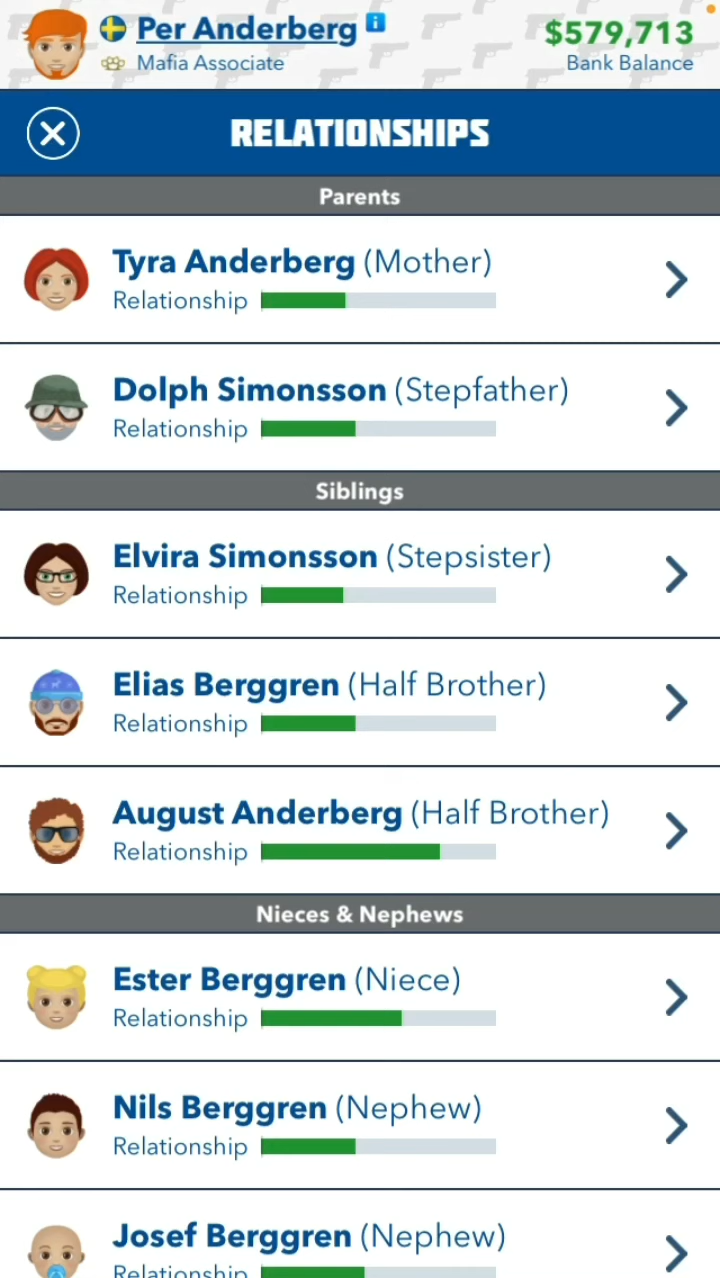 Per Anderberg
$579,713
Mafia Associate
Bank Balance
RELATIONSHIPS
Parents
Tyra Anderberg (Mother)
Relationship
Dolph Simonsson (Stepfather)
Relationship
Siblings
Elvira Simonsson (Stepsister)
Relationship
Elias Berggren (Half Brother)
Relationship
August Anderberg (Half Brother)
Relationship
Nieces & Nephews
Ester Berggren (Niece)
Relationship
Nils Berggren (Nephew)
Relationship
Josef Berggren (Nephew)
Relationship